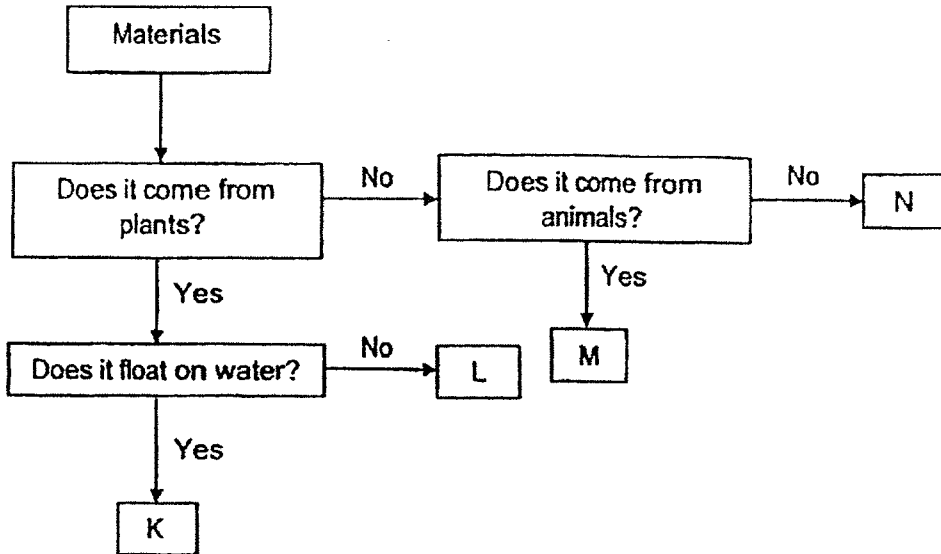 Materials
Does it come from
plants?
No
Does it come from
animals?
No
N
Yes
Yes
Does it float on water?
No
L
M
Yes
K